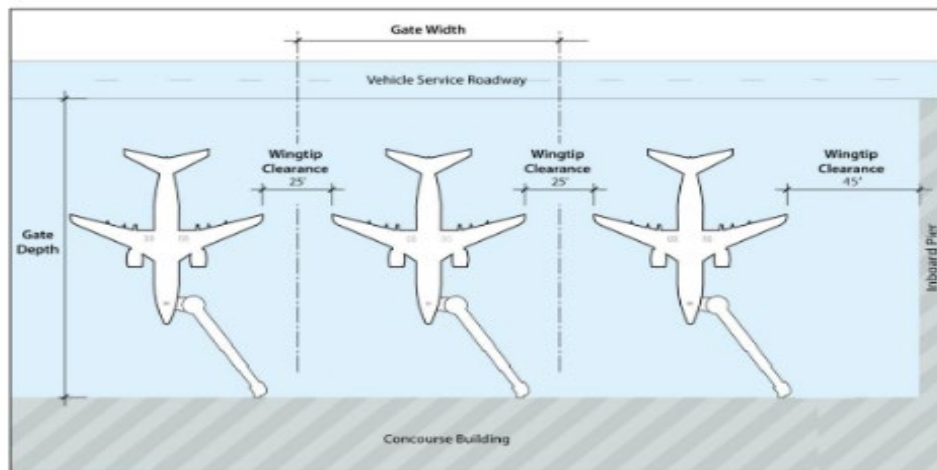 Gate Width
Vehicle Service Roadway
Wingtip
Clearance
25'
Wingtip
Clearance
25'
Wingtip
Clearance
45'
Gate
Depth
Inboard Pier
Concourse Building